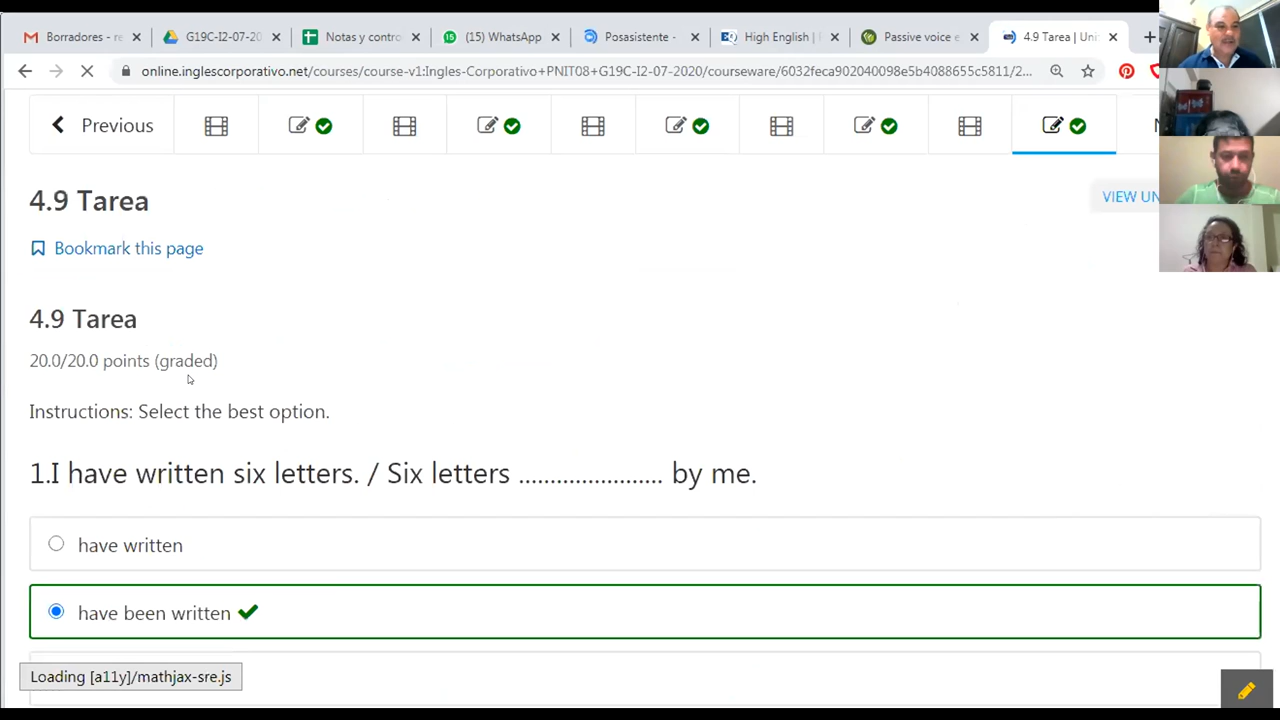 Borradores - re
G19C-I2-07-20
Notas y contro
(15) WhatsApp
Posasistente -
High English |
Passive voice e
4.9 Tarea | Uni
online.inglescorporativo.net/courses/course-v1:Ingles-Corporativo+PNIT08+G19C-I2-07-2020/courseware/6032feca902040098e5b4088655c5811/2...
Previous
4.9 Tarea
VIEW UN
Bookmark this page
4.9 Tarea
20.0/20.0 points (graded)
Instructions: Select the best option.
1.I have written six letters. / Six letters ....................... by me.
have written
have been written
Loading [a11y]/mathjax-sre.js